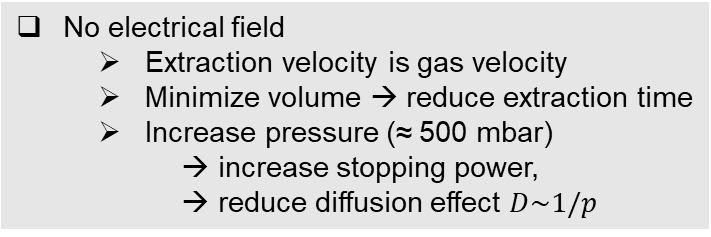 ❑ No electrical field
➢ Extraction velocity is gas velocity
➢ Minimize volume → reduce extraction time
➢ Increase pressure (≈ 500 mbar)
→ increase stopping power,
→ reduce diffusion effect D~1/p